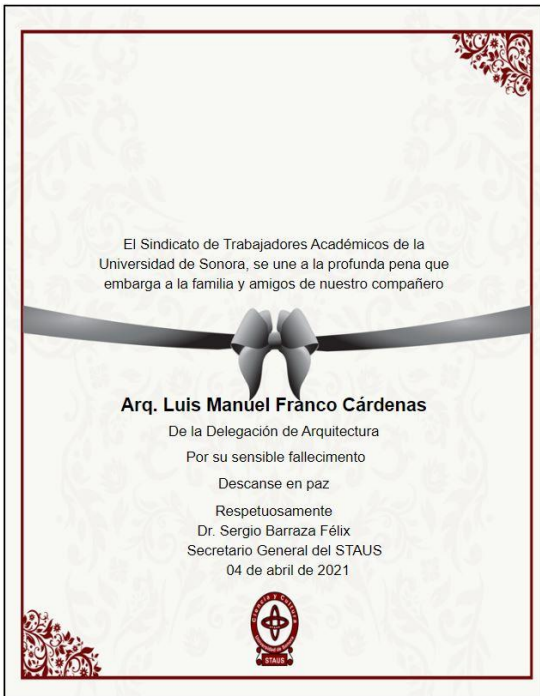 El Sindicato de Trabajadores Académicos de la
Universidad de Sonora, se une a la profunda pena que
embarga a la familia y amigos de nuestro compañero
Arq. Luis Manuel Franco Cárdenas
De la Delegación de Arquitectura
Por su sensible fallecimiento
Descanse en paz
Respetuosamente
Dr. Sergio Barraza Félix
Secretario General del STAUS
04 de abril de 2021
Ciencia y Cultura
STAUS